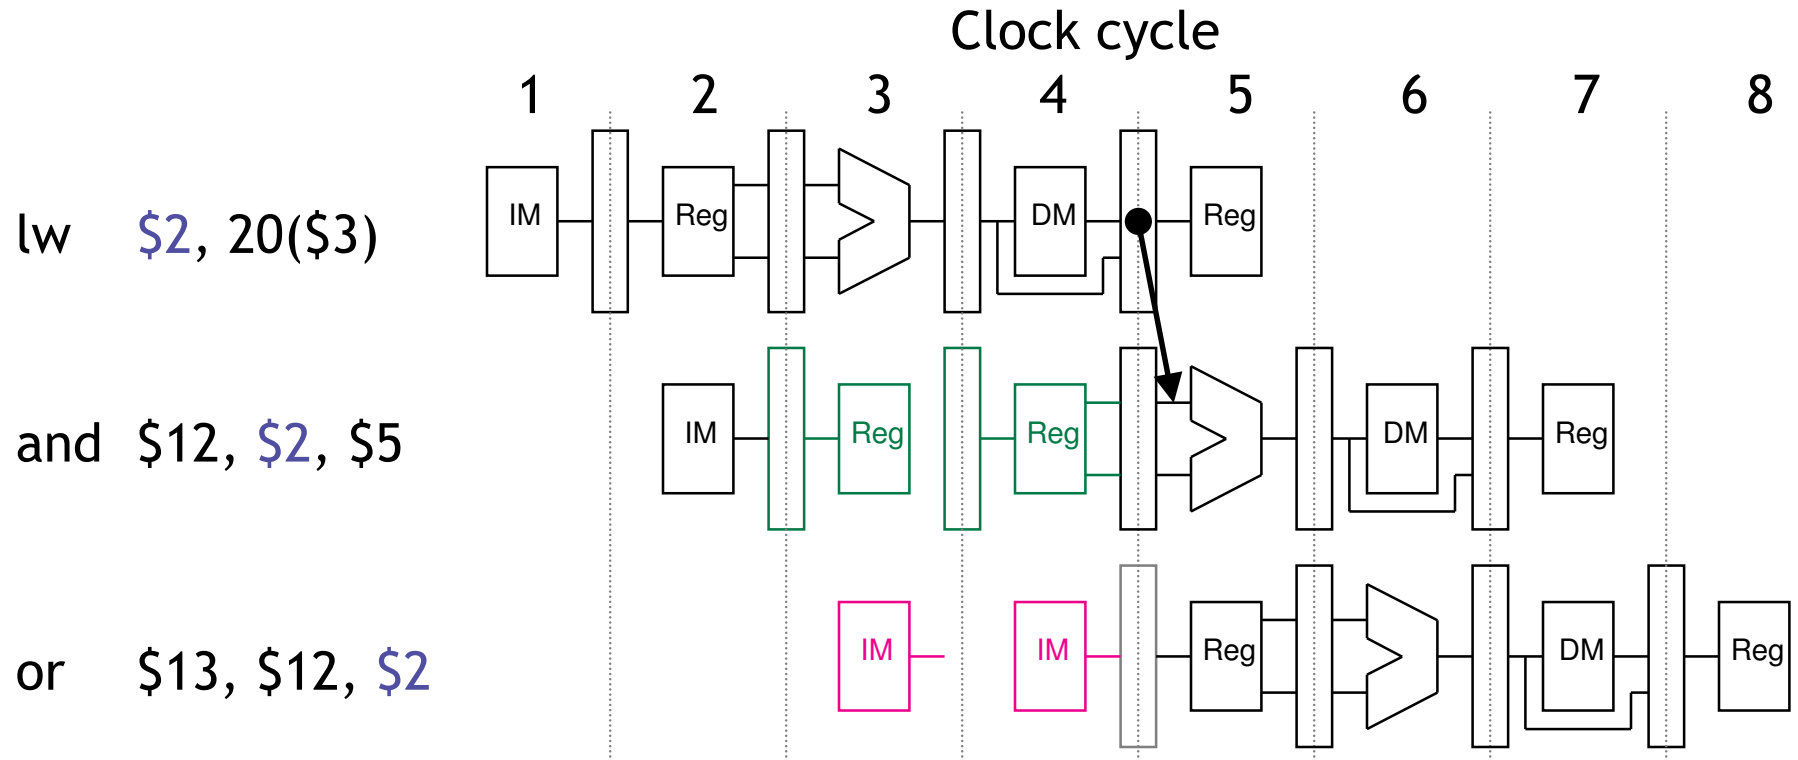 Clock cycle
1 2 3 4 5 6 7 8
lw $2, 20($3) IM Reg DM Reg
and $12, $2, $5 IM Reg Reg DM Reg
or $13, $12, $2 IM IM Reg DM Reg